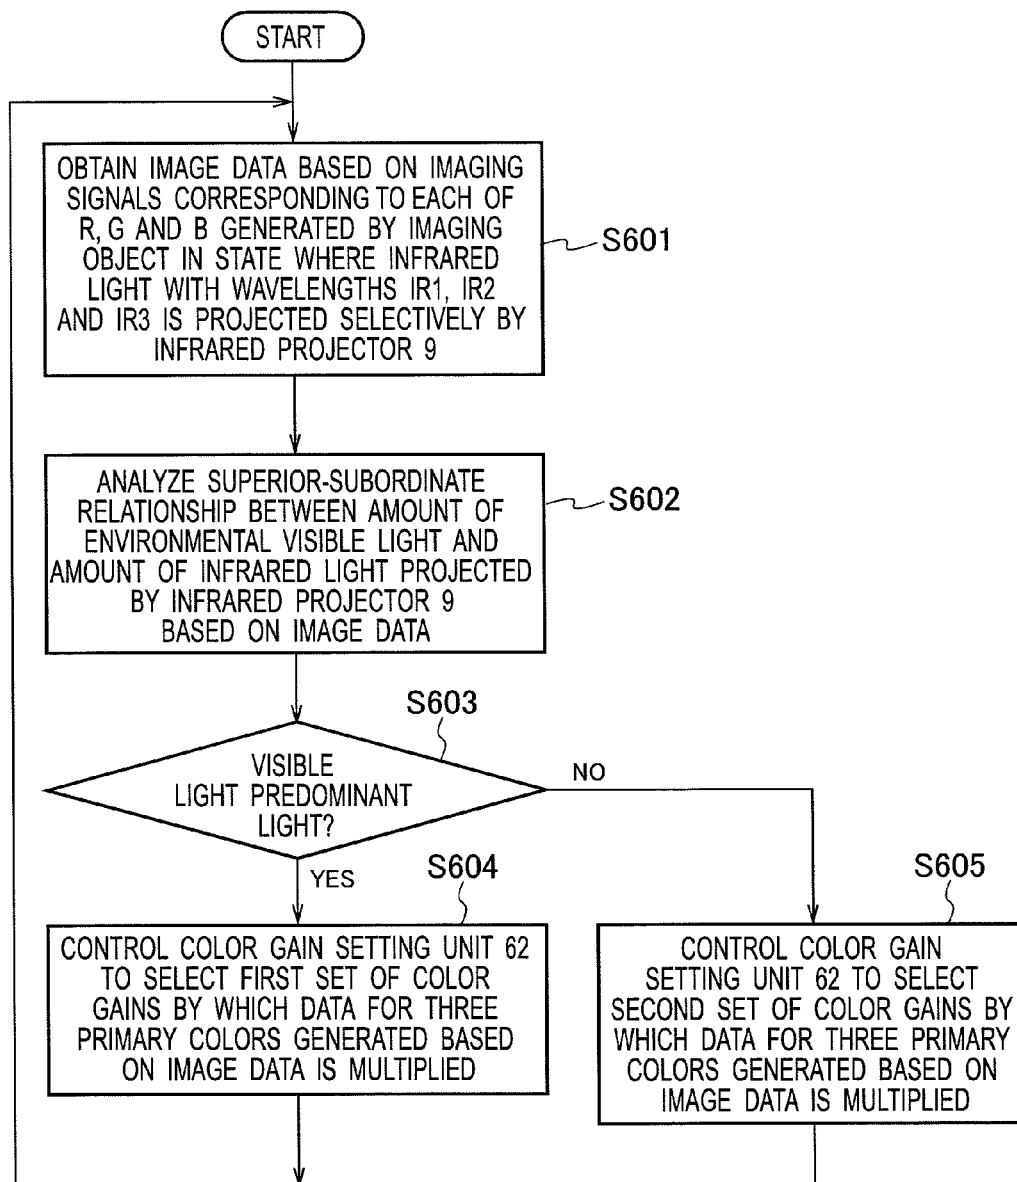 START
OBTAIN IMAGE DATA BASED ON IMAGING
SIGNALS CORRESPONDING TO EACH OF
R, G AND B GENERATED BY IMAGING
OBJECT IN STATE WHERE INFRARED
LIGHT WITH WAVELENGTHS IR1, IR2
AND IR3 IS PROJECTED SELECTIVELY BY
INFRARED PROJECTOR 9
S601
ANALYZE SUPERIOR-SUBORDINATE
RELATIONSHIP BETWEEN AMOUNT OF
ENVIRONMENTAL VISIBLE LIGHT AND
AMOUNT OF INFRARED LIGHT PROJECTED
BY INFRARED PROJECTOR 9
BASED ON IMAGE DATA
S602
S603
VISIBLE
LIGHT PREDOMINANT
LIGHT?
NO
YES
S604
CONTROL COLOR GAIN SETTING UNIT 62
TO SELECT FIRST SET OF COLOR
GAINS BY WHICH DATA FOR THREE
PRIMARY COLORS GENERATED BASED
ON IMAGE DATA IS MULTIPLIED
S605
CONTROL COLOR GAIN
SETTING UNIT 62 TO SELECT
SECOND SET OF COLOR GAINS BY
WHICH DATA FOR THREE PRIMARY
COLORS GENERATED BASED ON
IMAGE DATA IS MULTIPLIED